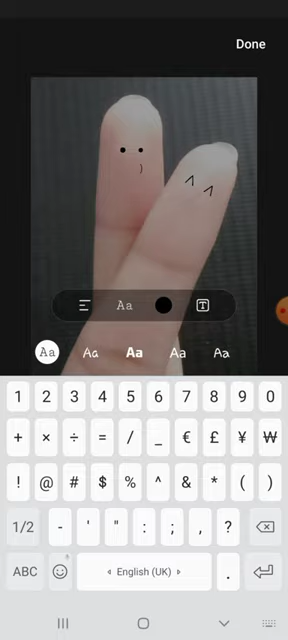 Done
• •
)
^ ^
Aa T
Aa Aa Aa Aa Aa
1 2 3 4 5 6 7 8 9 0
+ × ÷ = / _ € £ ¥ ₩
! @ # $ % ^ & * ( )
1/2 - ' " : ; , ?
ABC English (UK) .